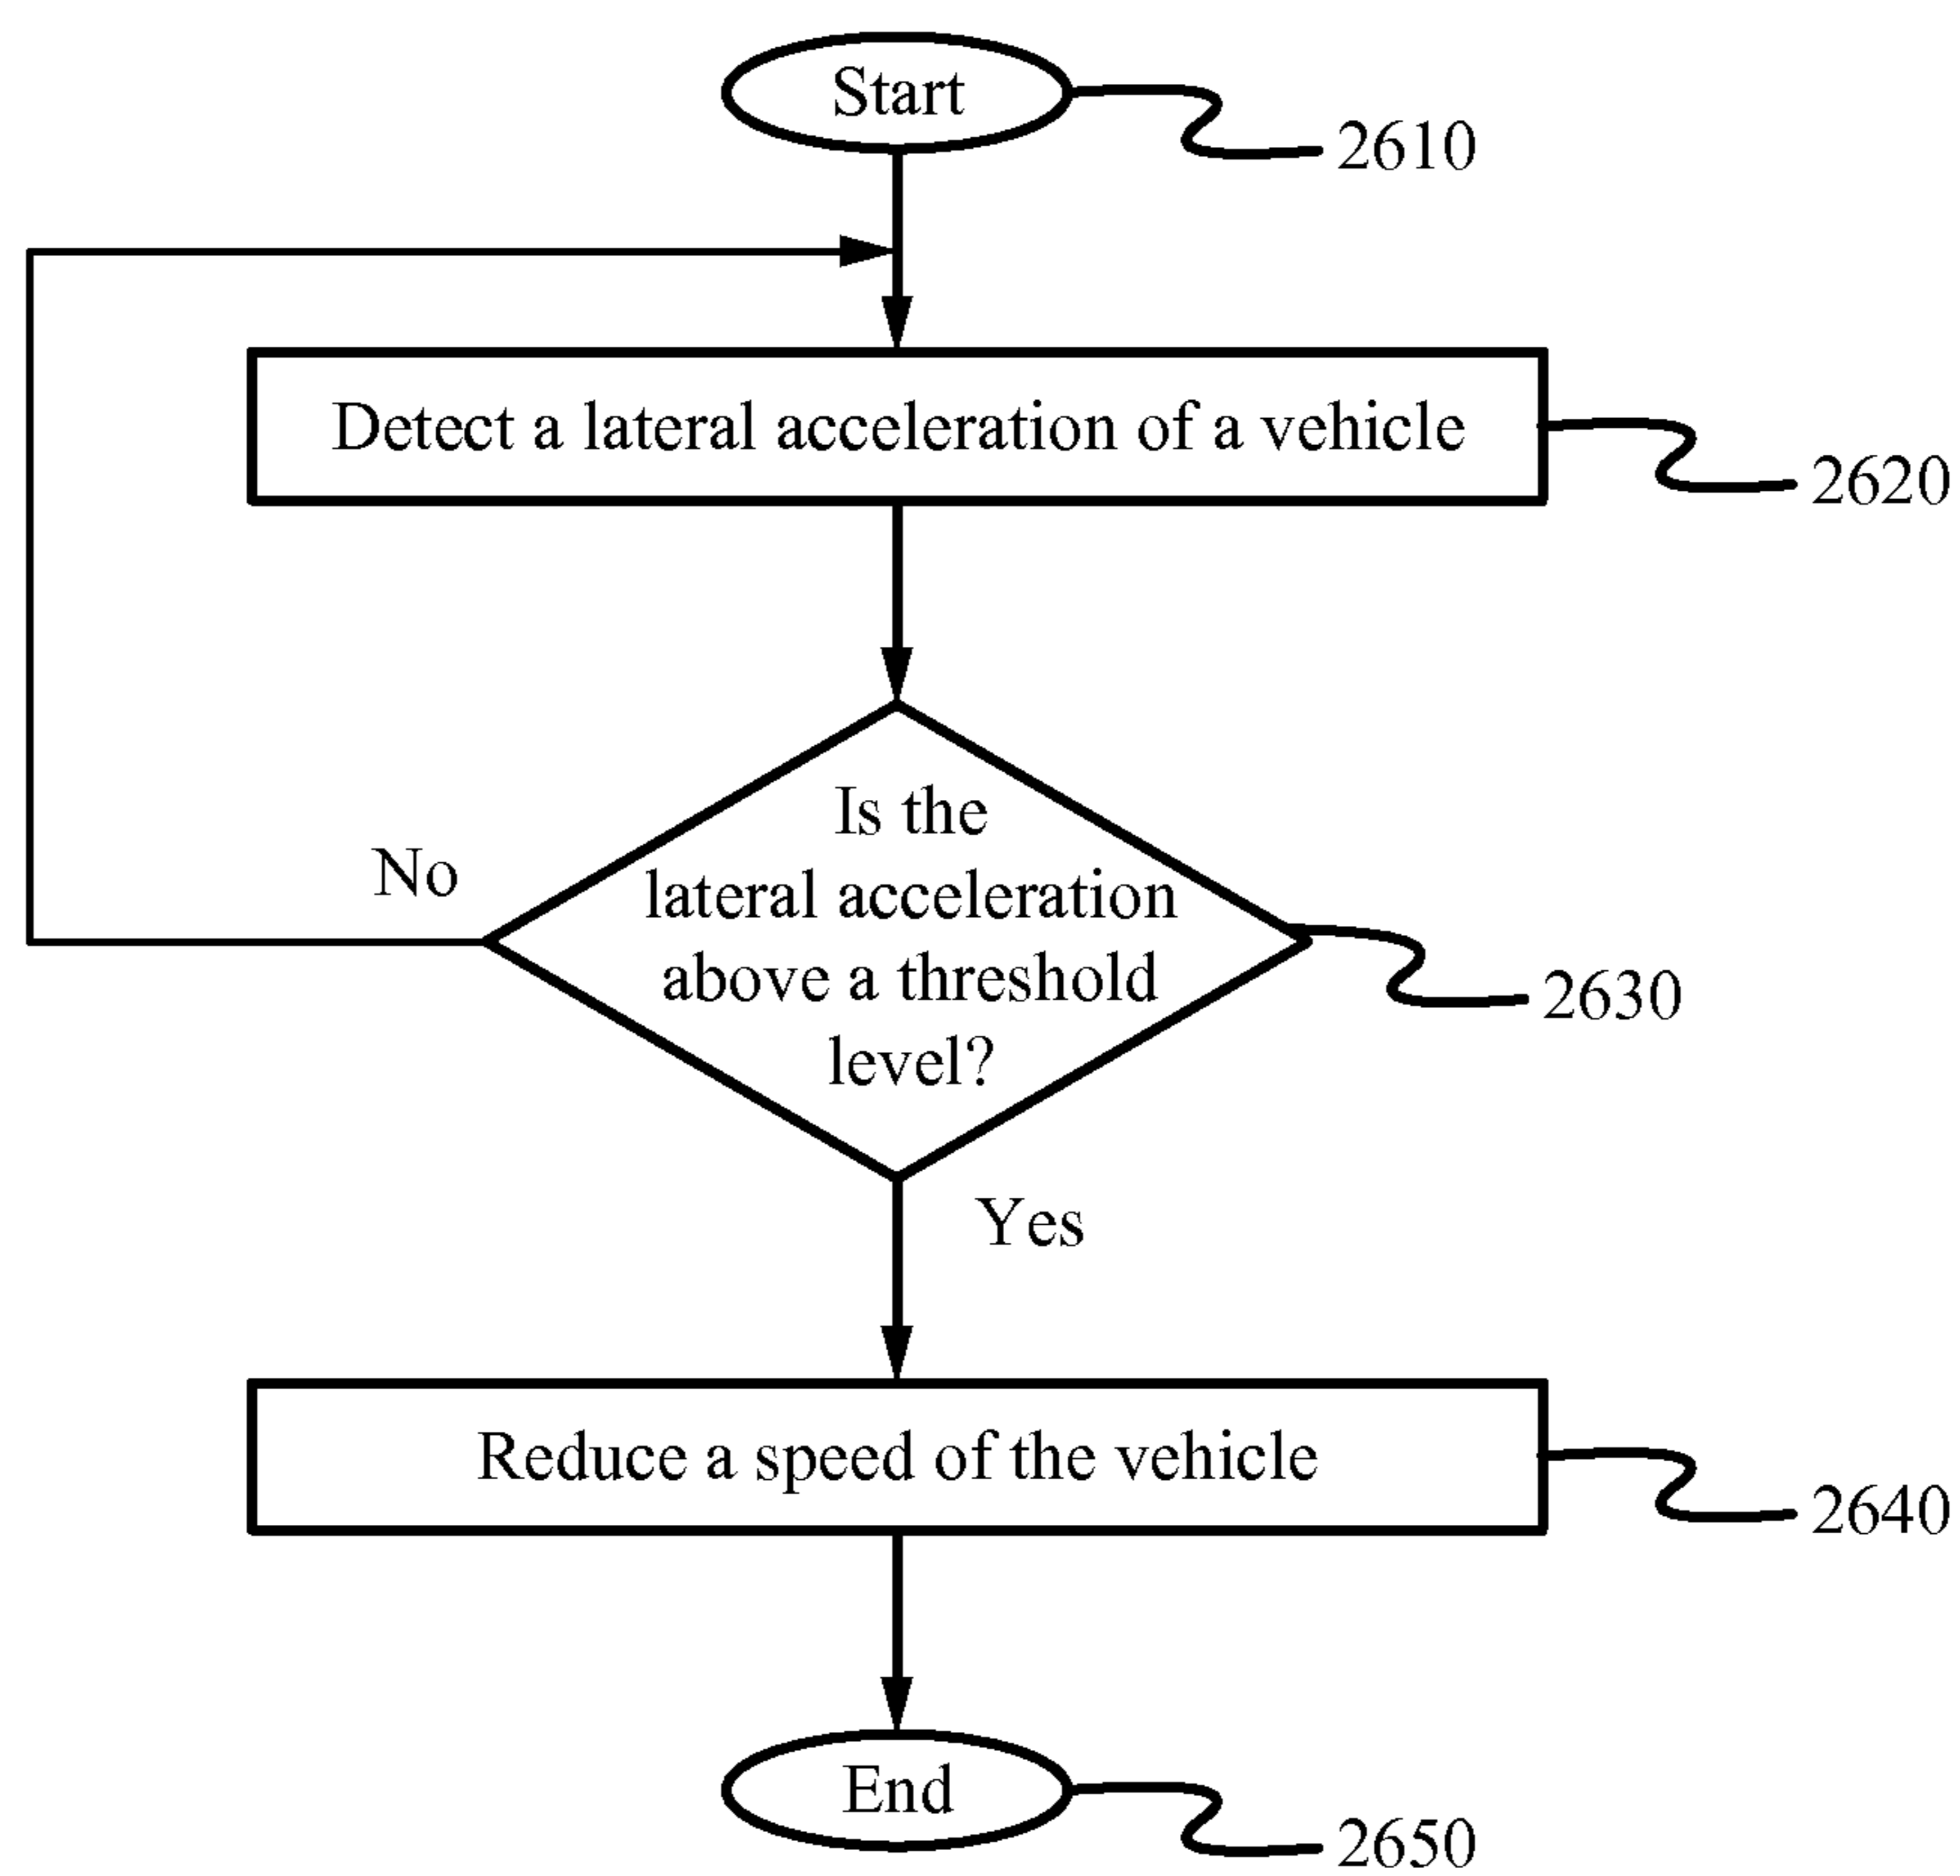 Start
2610
Detect a lateral acceleration of a vehicle
2620
Is the
lateral acceleration
above a threshold
level?
No
2630
Yes
Reduce a speed of the vehicle
2640
End
2650